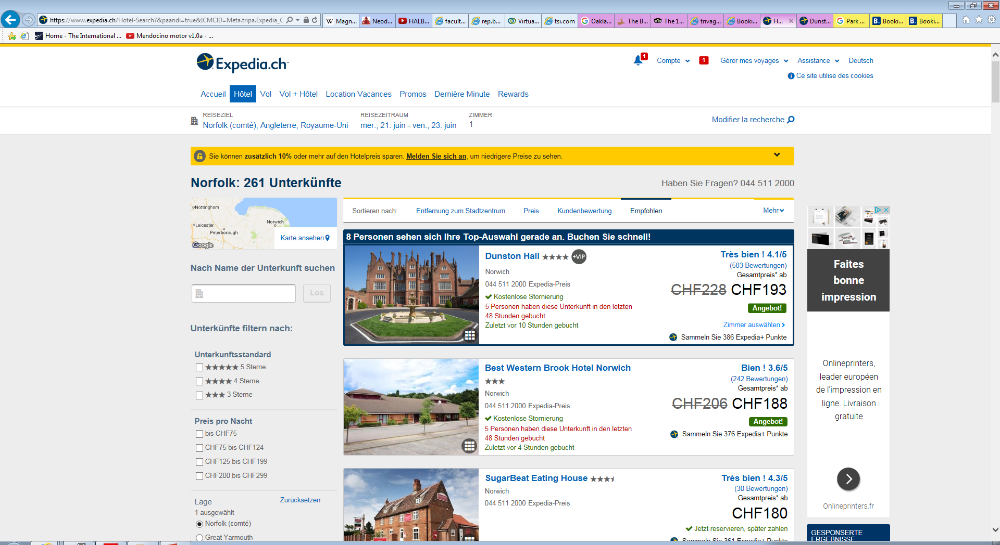 https://www.expedia.ch/Hotel-Search?&paandi=true&ICMCID=Meta.tripa.Expedia_C
Magn...
Neod...
HALB...
facult...
rep.b...
Virtua...
tsi.com
Oakla...
The B...
The 1...
trivag...
Booki...
H...
Dunst...
Park ...
Booki...
Booki...
Home - The International ...
Mendocino motor v1.0a - ...
Expedia.ch
1
Compte
1
Gérer mes voyages
Assistance
Deutsch
Ce site utilise des cookies
Accueil
Hôtel
Vol
Vol + Hôtel
Location Vacances
Promos
Dernière Minute
Rewards
REISEZIEL
Norfolk (comté), Angleterre, Royaume-Uni
REISEZEITRAUM
mer., 21. juin - ven., 23. juin
ZIMMER
1
Modifier la recherche
Sie können zusätzlich 10% oder mehr auf den Hotelpreis sparen. Melden Sie sich an, um niedrigere Preise zu sehen.
Norfolk: 261 Unterkünfte
Haben Sie Fragen? 044 511 2000
Nottingham
Leicester
Peterborough
Norwich
Google
Karte ansehen
Nach Name der Unterkunft suchen
Los
Unterkünfte filtern nach:
Unterkunftsstandard
5 Sterne
4 Sterne
3 Sterne
Preis pro Nacht
bis CHF75
CHF75 bis CHF124
CHF125 bis CHF199
CHF200 bis CHF299
Lage
Zurücksetzen
1 ausgewählt
Norfolk (comté)
Great Yarmouth
Sortieren nach:
Entfernung zum Stadtzentrum
Preis
Kundenbewertung
Empfohlen
Mehr
8 Personen sehen sich Ihre Top-Auswahl gerade an. Buchen Sie schnell!
Dunston Hall
+VIP
Norwich
044 511 2000 Expedia-Preis
Kostenlose Stornierung
5 Personen haben diese Unterkunft in den letzten
48 Stunden gebucht
Zuletzt vor 10 Stunden gebucht
Très bien ! 4.1/5
(583 Bewertungen)
Gesamtpreis* ab
CHF228 CHF193
Angebot!
Zimmer auswählen
Sammeln Sie 386 Expedia+ Punkte
Best Western Brook Hotel Norwich
Norwich
044 511 2000 Expedia-Preis
Kostenlose Stornierung
5 Personen haben diese Unterkunft in den letzten
48 Stunden gebucht
Zuletzt vor 4 Stunden gebucht
Bien ! 3.6/5
(242 Bewertungen)
Gesamtpreis* ab
CHF206 CHF188
Angebot!
Sammeln Sie 376 Expedia+ Punkte
SugarBeat Eating House
Norwich
044 511 2000 Expedia-Preis
Très bien ! 4.3/5
(30 Bewertungen)
Gesamtpreis* ab
CHF180
Jetzt reservieren, später zahlen
Sammeln Sie 361 Expedia+ Punkte
Faites
bonne
impression
Onlineprinters,
leader européen
de l'impression en
ligne. Livraison
gratuite
Onlineprinters.fr
GESPONSERTE
ERGEBNISSE